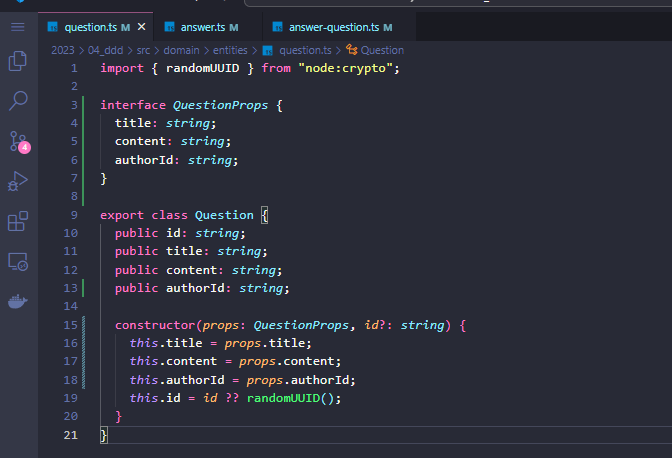 question.ts M
answer.ts M
answer-question.ts M
2023 > 04_ddd > src > domain > entities > question.ts > Question
1 import { randomUUID } from "node:crypto";
2
3 interface QuestionProps {
4 title: string;
5 content: string;
6 authorId: string;
7 }
8
9 export class Question {
10 public id: string;
11 public title: string;
12 public content: string;
13 public authorId: string;
14
15 constructor(props: QuestionProps, id?: string) {
16 this.title = props.title;
17 this.content = props.content;
18 this.authorId = props.authorId;
19 this.id = id ?? randomUUID();
20 }
21 }
4